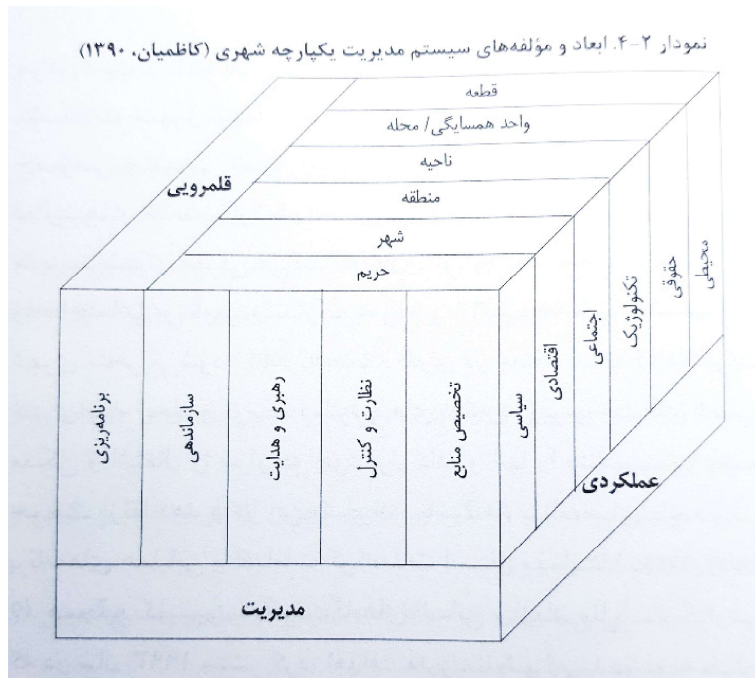 نمودار ۲-۴. ابعاد و مؤلفه‌های سیستم مدیریت یکپارچه شهری (کاظمیان، ۱۳۹۰)
قطعه
واحد همسایگی/ محله
ناحیه
منطقه
شهر
حریم
قلمرویی
برنامه‌ریزی
سازماندهی
رهبری و هدایت
نظارت و کنترل
تخصیص منابع
مدیریت
سیاسی
اقتصادی
اجتماعی
تکنولوژیک
حقوقی
محیطی
عملکردی